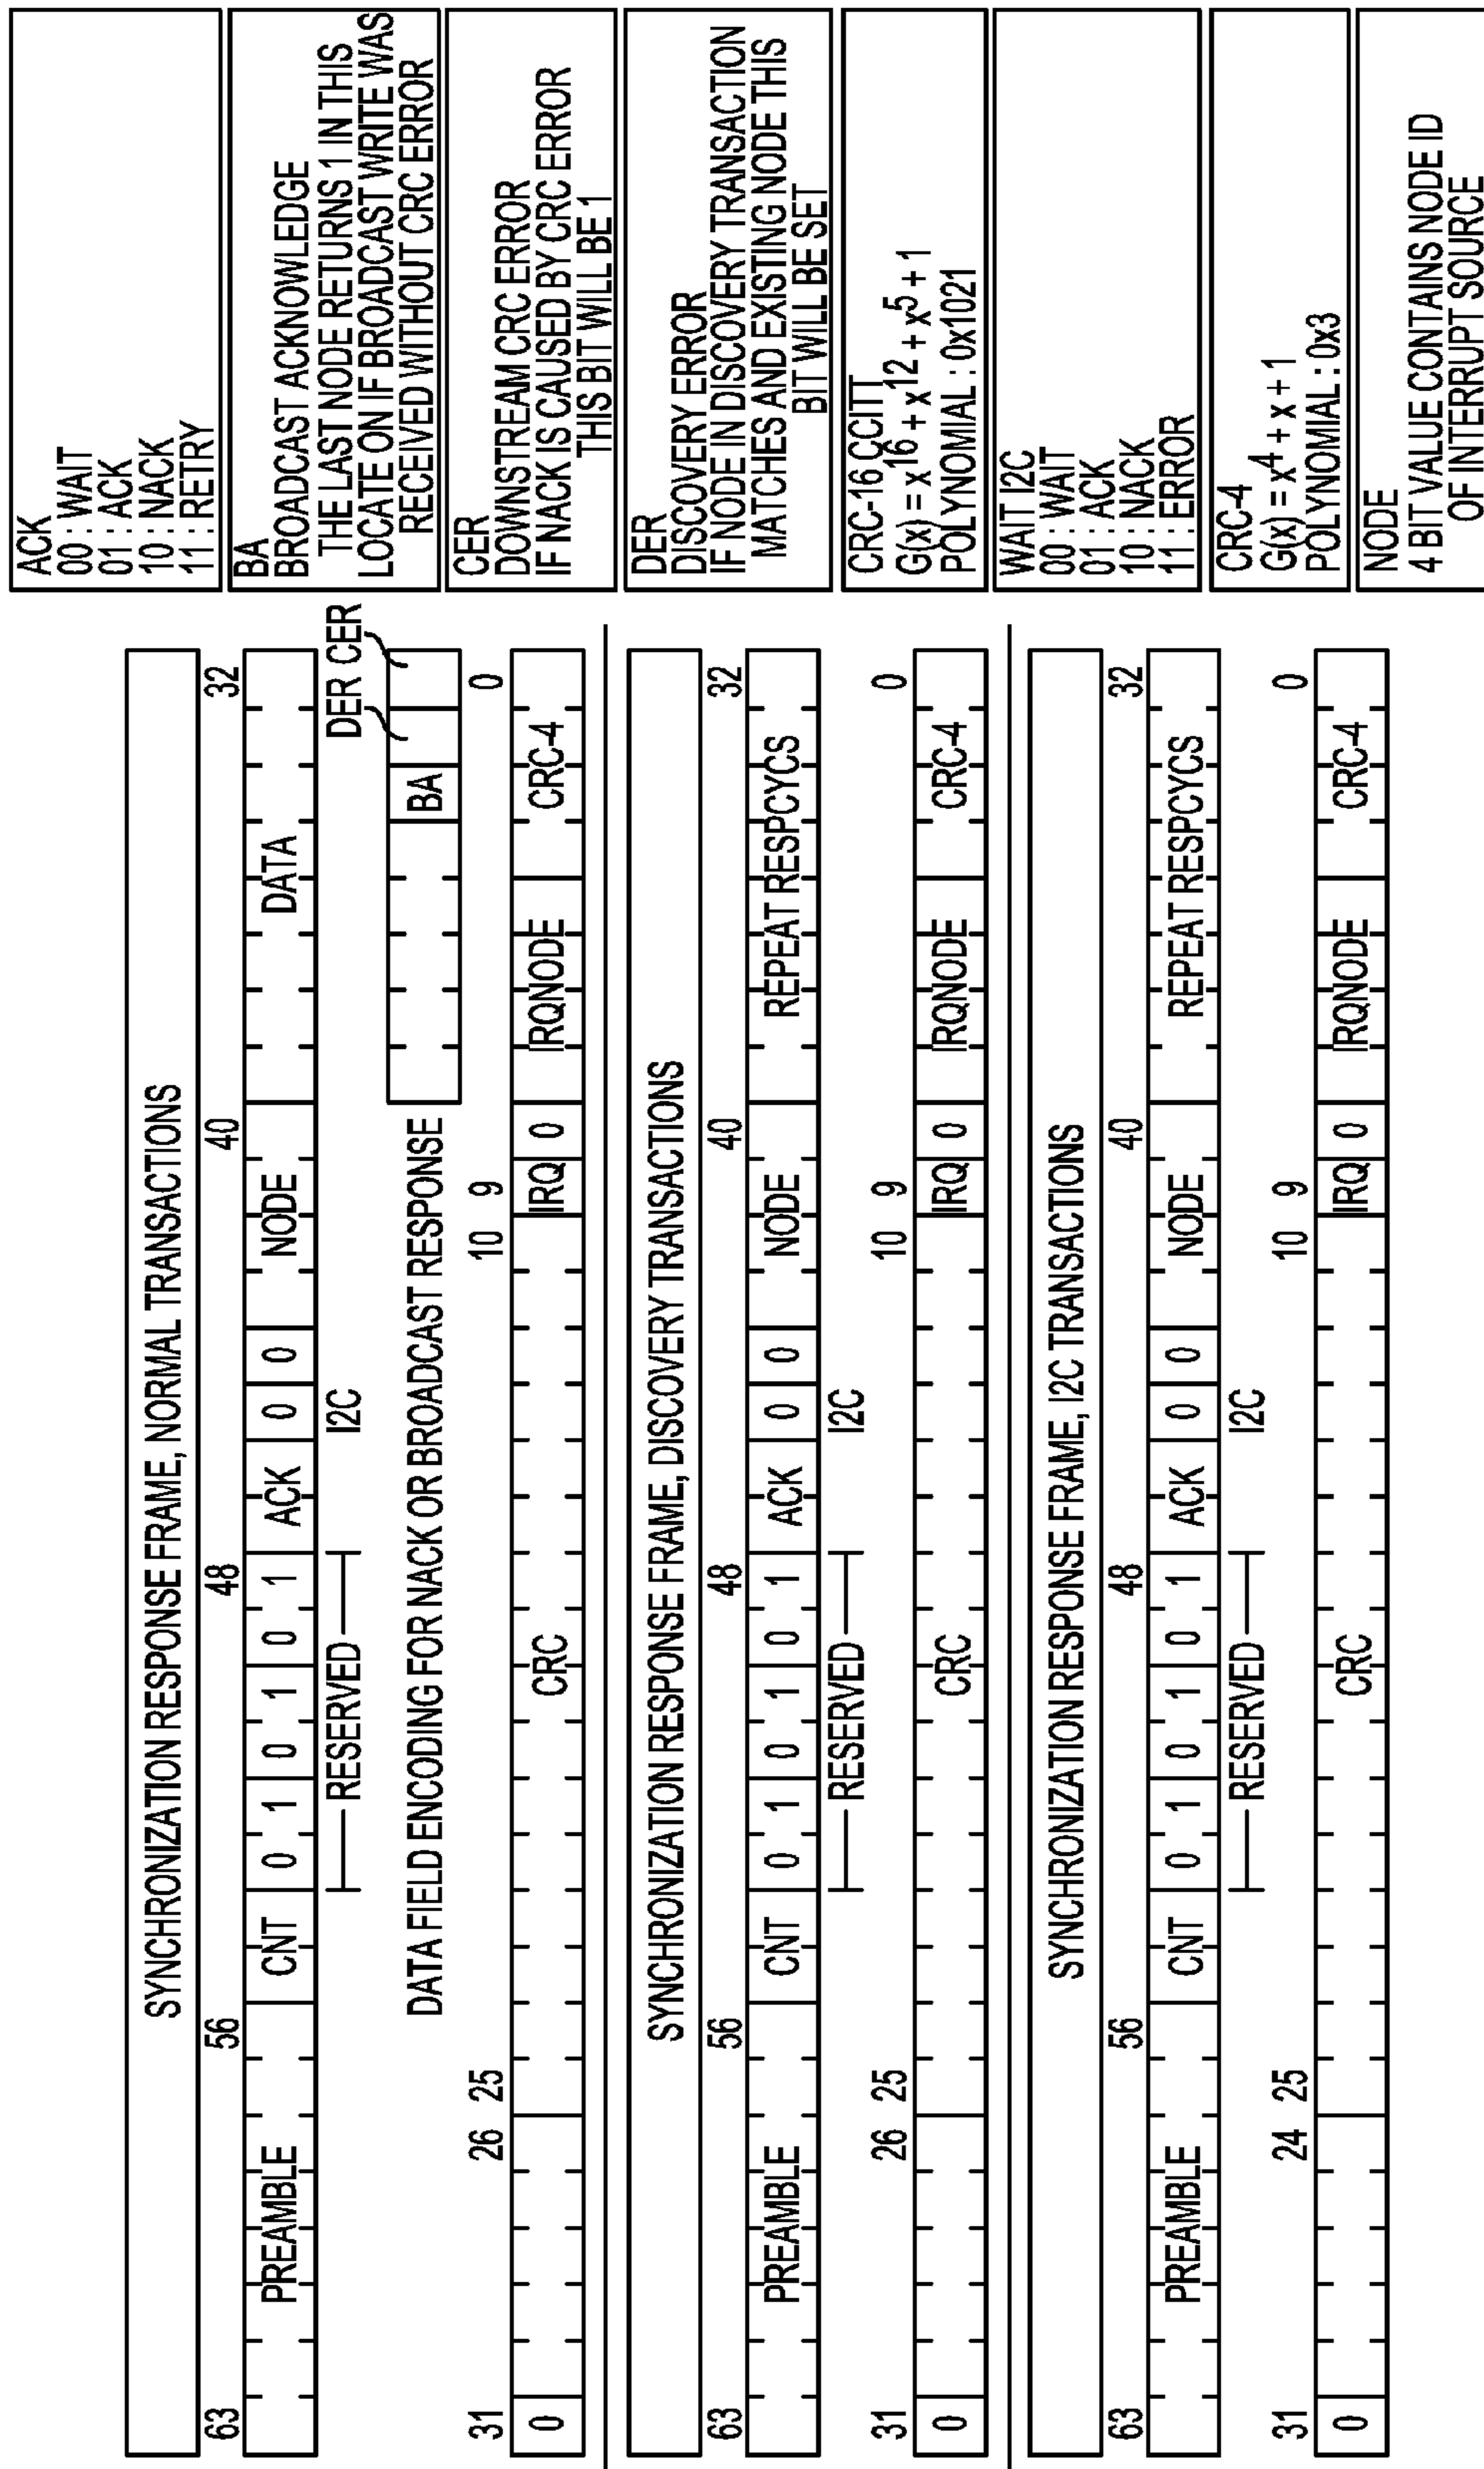 SYNCHRONIZATION RESPONSE FRAME, NORMAL TRANSACTIONS
63 56 48 40 32
PREAMBLE CNT 0 1 0 1 0 1 ACK 0 0 NODE DATA
RESERVED I2C
DER CER
DATA FIELD ENCODING FOR NACK OR BROADCAST RESPONSE BA
31 26 25 10 9 0
0 CRC IRQ 0 IRQNODE CRC-4
SYNCHRONIZATION RESPONSE FRAME, DISCOVERY TRANSACTIONS
63 56 48 40 32
PREAMBLE CNT 0 1 0 1 0 1 ACK 0 0 NODE REPEAT RESPCYCS
RESERVED I2C
31 26 25 10 9 0
0 CRC IRQ 0 IRQNODE CRC-4
SYNCHRONIZATION RESPONSE FRAME, I2C TRANSACTIONS
63 56 48 40 32
PREAMBLE CNT 0 1 0 1 0 1 ACK 0 0 NODE REPEAT RESPCYCS
RESERVED I2C
31 24 25 10 9 0
0 CRC IRQ 0 IRQNODE CRC-4
ACK
00 : WAIT
01 : ACK
10 : NACK
11 : RETRY
BA
BROADCAST ACKNOWLEDGE
THE LAST NODE RETURNS 1 IN THIS
LOCATE ON IF BROADCAST WRITE WAS
RECEIVED WITHOUT CRC ERROR
CER
DOWNSTREAM CRC ERROR
IF NACK IS CAUSED BY CRC ERROR
THIS BIT WILL BE 1
DER
DISCOVERY ERROR
IF NODE IN DISCOVERY TRANSACTION
MATCHES AND EXISTING NODE THIS
BIT WILL BE SET
CRC-16 CCITT
G(x) = x16 + x12 + x5 + 1
POLYNOMIAL : 0x1021
WAIT I2C
00 : WAIT
01 : ACK
10 : NACK
11 : ERROR
CRC-4
G(x) = x4 + x + 1
POLYNOMIAL : 0x3
NODE
4 BIT VALUE CONTAINS NODE ID
OF INTERRUPT SOURCE